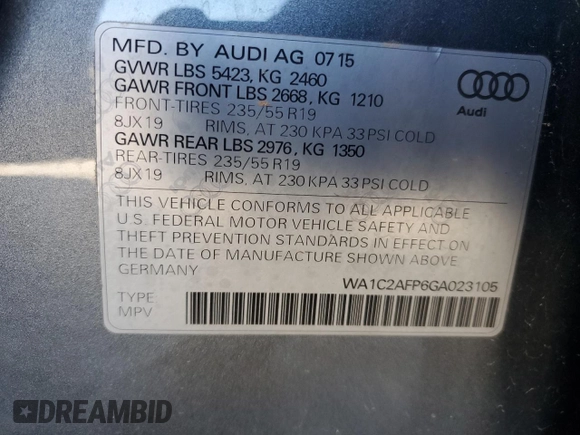 MFD. BY AUDI AG 07 15
GVWR LBS 5423, KG 2460
GAWR FRONT LBS 2668, KG 1210
FRONT-TIRES 235/55 R19
8JX19 RIMS, AT 230 KPA 33 PSI COLD
GAWR REAR LBS 2976, KG 1350
REAR-TIRES 235/55 R19
8JX19 RIMS, AT 230 KPA 33 PSI COLD
Audi
THIS VEHICLE CONFORMS TO ALL APPLICABLE
U.S. FEDERAL MOTOR VEHICLE SAFETY AND
THEFT PREVENTION STANDARDS IN EFFECT ON
THE DATE OF MANUFACTURE SHOWN ABOVE
GERMANY
WA1C2AFP6GA023105
TYPE
MPV
DREAMBID